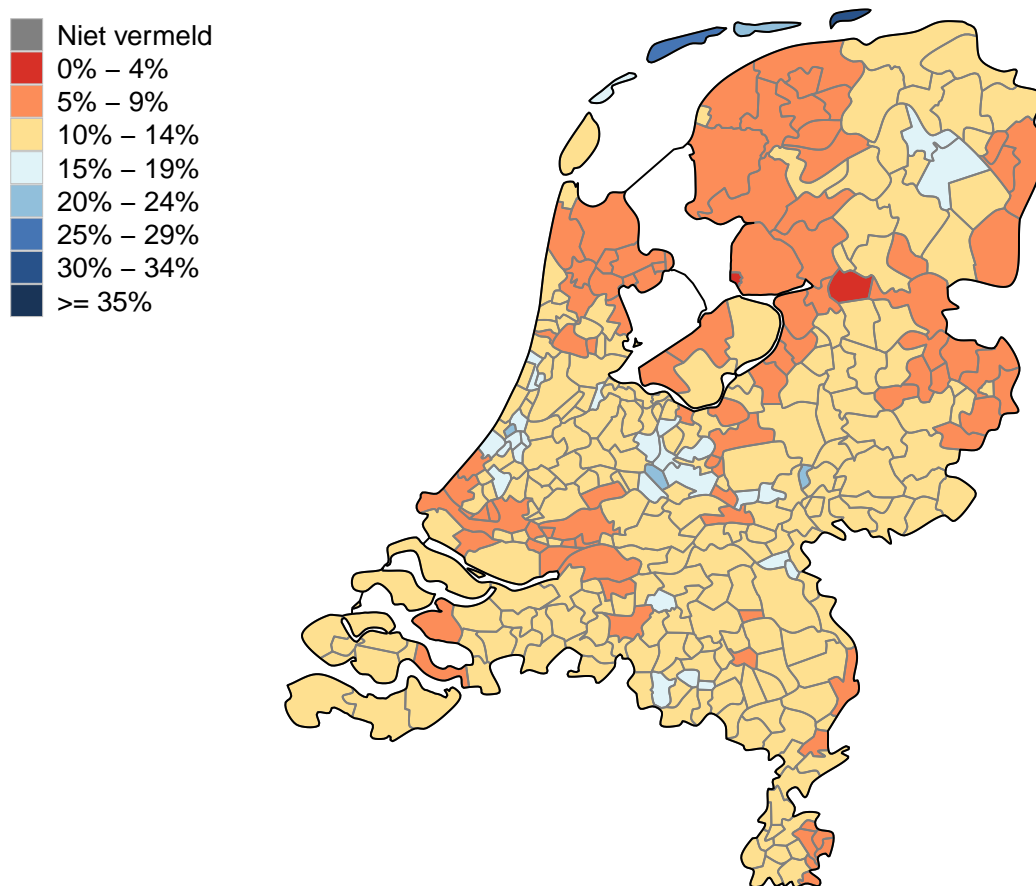 Niet vermeld
0% – 4%
5% – 9%
10% – 14%
15% – 19%
20% – 24%
25% – 29%
30% – 34%
>= 35%